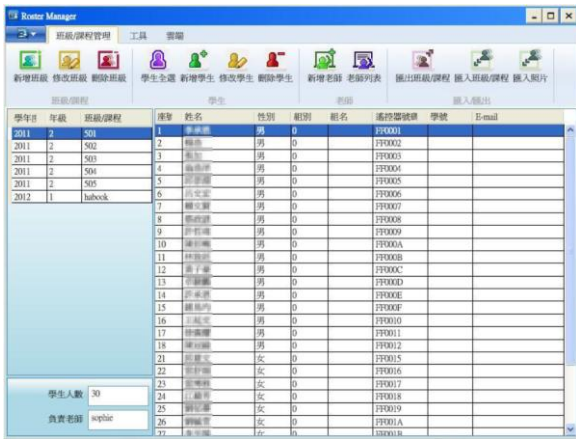 Roster Manager
班級/課程管理 工具 雲端
新增班級 修改班級 刪除班級 學生全選 新增學生 修改學生 刪除學生 新增老師 老師列表 匯出班級/課程 匯入班級/課程 匯入照片
班級/課程 學生 老師 匯入/匯出
年級 班級/課程 姓名 性別 組別 組名 學號 E-mail
2011 2 501 1 男 0 FF0001
2011 2 502 2 男 0 FF0002
2011 2 503 3 男 0 FF0003
2011 2 504 4 男 0 FF0004
2011 2 505 5 男 0 FF0005
2012 1 habook 6 男 0 FF0006
7 男 0 FF0007
8 男 0 FF0008
9 男 0 FF0009
10 男 0 FF000A
11 男 0 FF000B
12 男 0 FF000C
13 男 0 FF000D
14 男 0 FF000E
15 男 0 FF000F
16 男 0 FF0010
17 男 0 FF0011
18 男 0 FF0012
21 女 0 FF0015
22 女 0 FF0016
23 女 0 FF0017
24 女 0 FF0018
25 女 0 FF0019
26 女 0 FF001A
27 女 0 FF001B
學生人數 30
負責老師 sophie